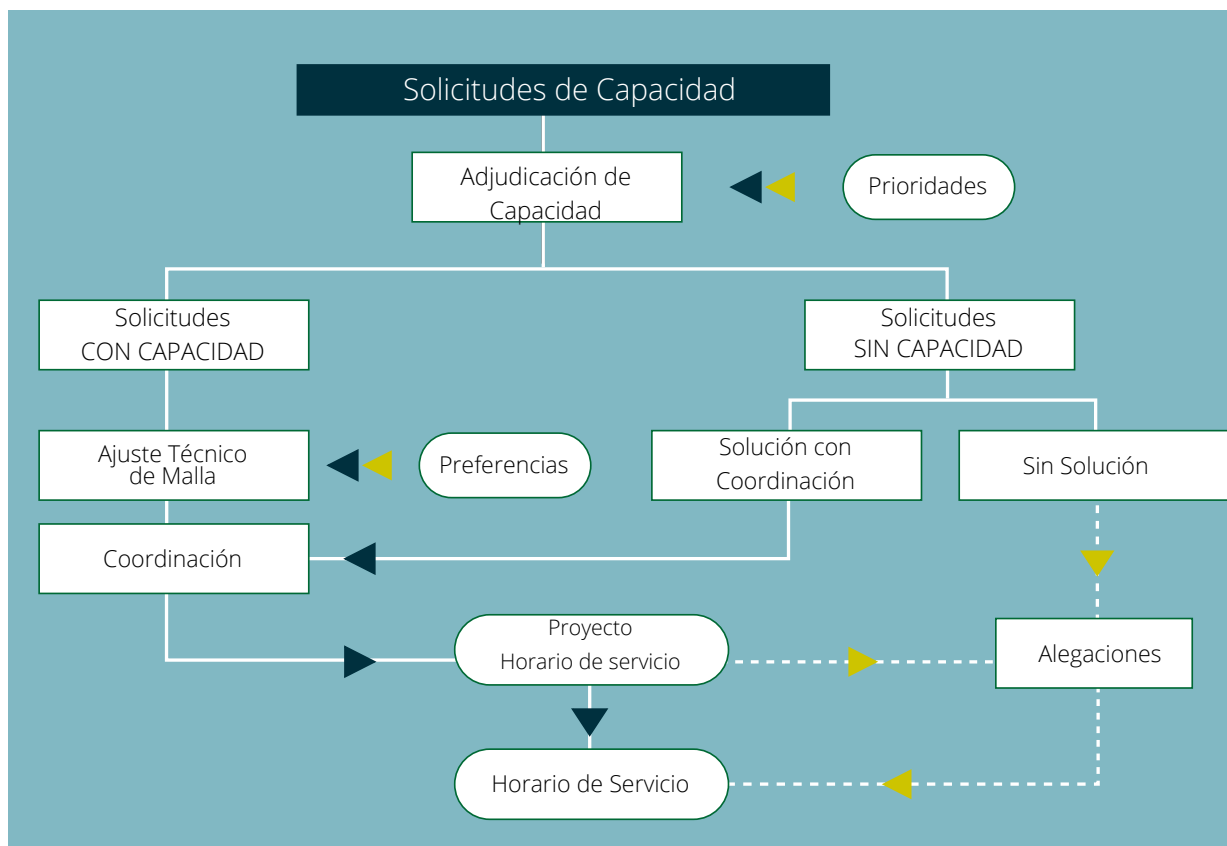 Solicitudes de Capacidad
Adjudicación de
Capacidad
Prioridades
Solicitudes
CON CAPACIDAD
Solicitudes
SIN CAPACIDAD
Ajuste Técnico
de Malla
Preferencias
Solución con
Coordinación
Sin Solución
Coordinación
Proyecto
Horario de servicio
Alegaciones
Horario de Servicio